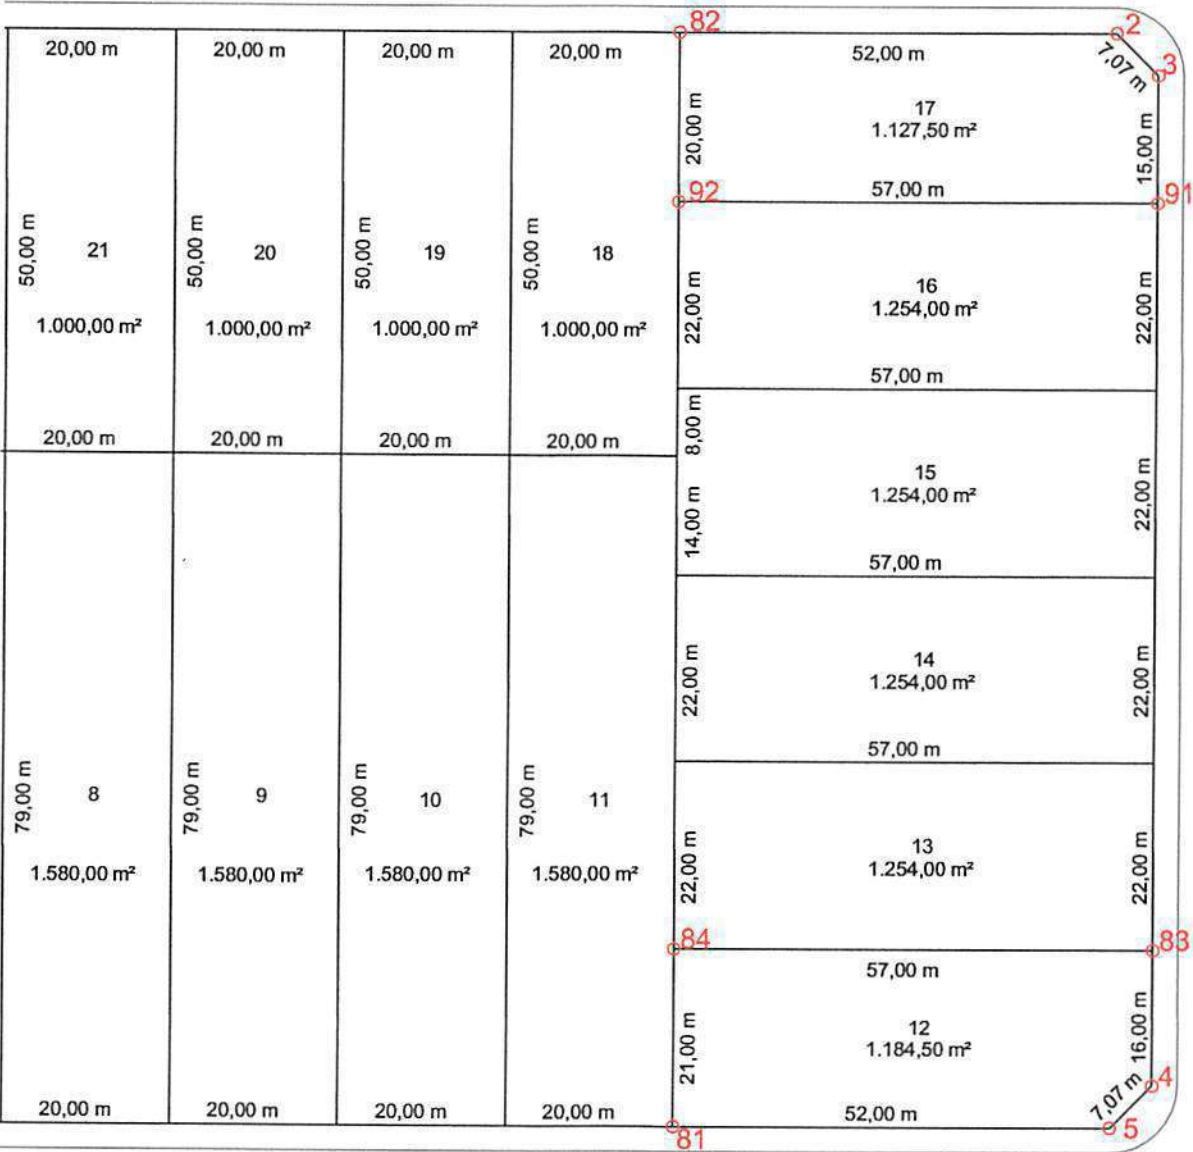 82
2
20,00 m
20,00 m
20,00 m
20,00 m
52,00 m
7,07 m
3
20,00 m
17
1.127,50 m²
15,00 m
57,00 m
92
91
50,00 m
21
1.000,00 m²
50,00 m
20
1.000,00 m²
50,00 m
19
1.000,00 m²
50,00 m
18
1.000,00 m²
22,00 m
16
1.254,00 m²
22,00 m
57,00 m
20,00 m
20,00 m
20,00 m
20,00 m
8,00 m
14,00 m
15
1.254,00 m²
22,00 m
57,00 m
22,00 m
14
1.254,00 m²
22,00 m
57,00 m
79,00 m
8
1.580,00 m²
79,00 m
9
1.580,00 m²
79,00 m
10
1.580,00 m²
79,00 m
11
1.580,00 m²
22,00 m
13
1.254,00 m²
22,00 m
84
83
57,00 m
21,00 m
12
1.184,50 m²
16,00 m
4
7,07 m
20,00 m
20,00 m
20,00 m
20,00 m
52,00 m
5
81